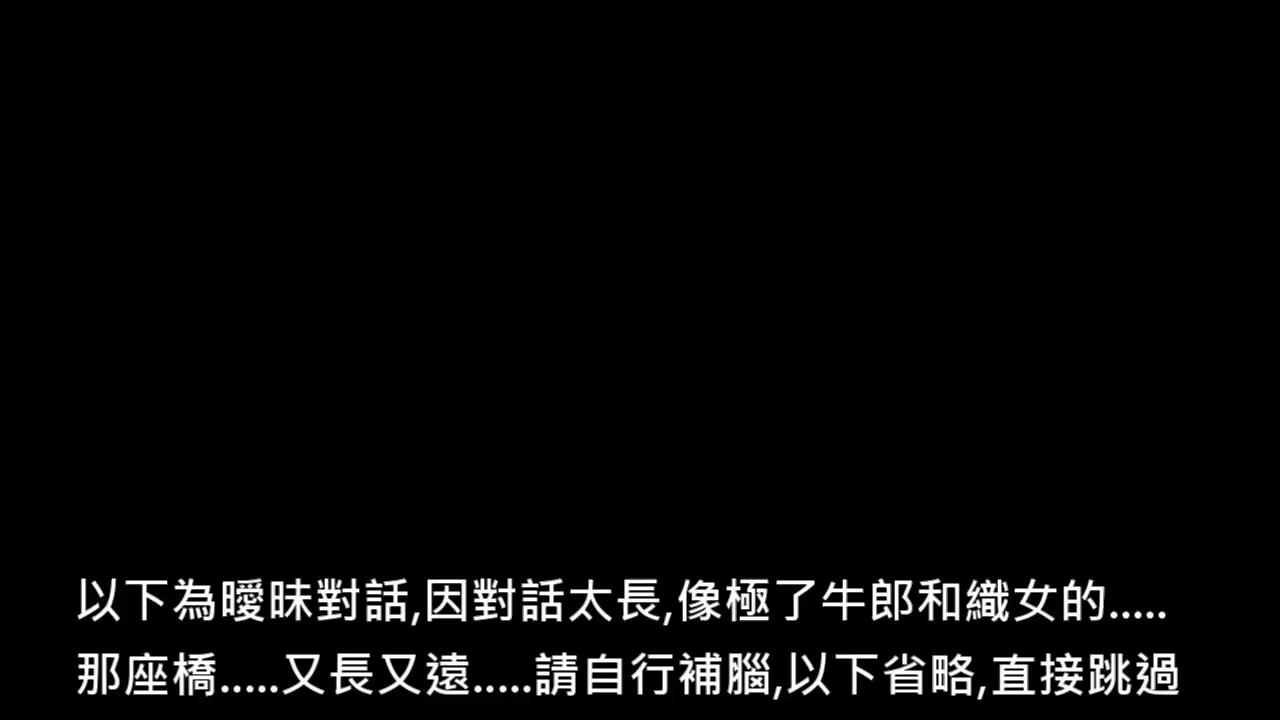 以下為曖昧對話,因對話太長,像極了牛郎和織女的.....
那座橋.....又長又遠.....請自行補腦,以下省略,直接跳過